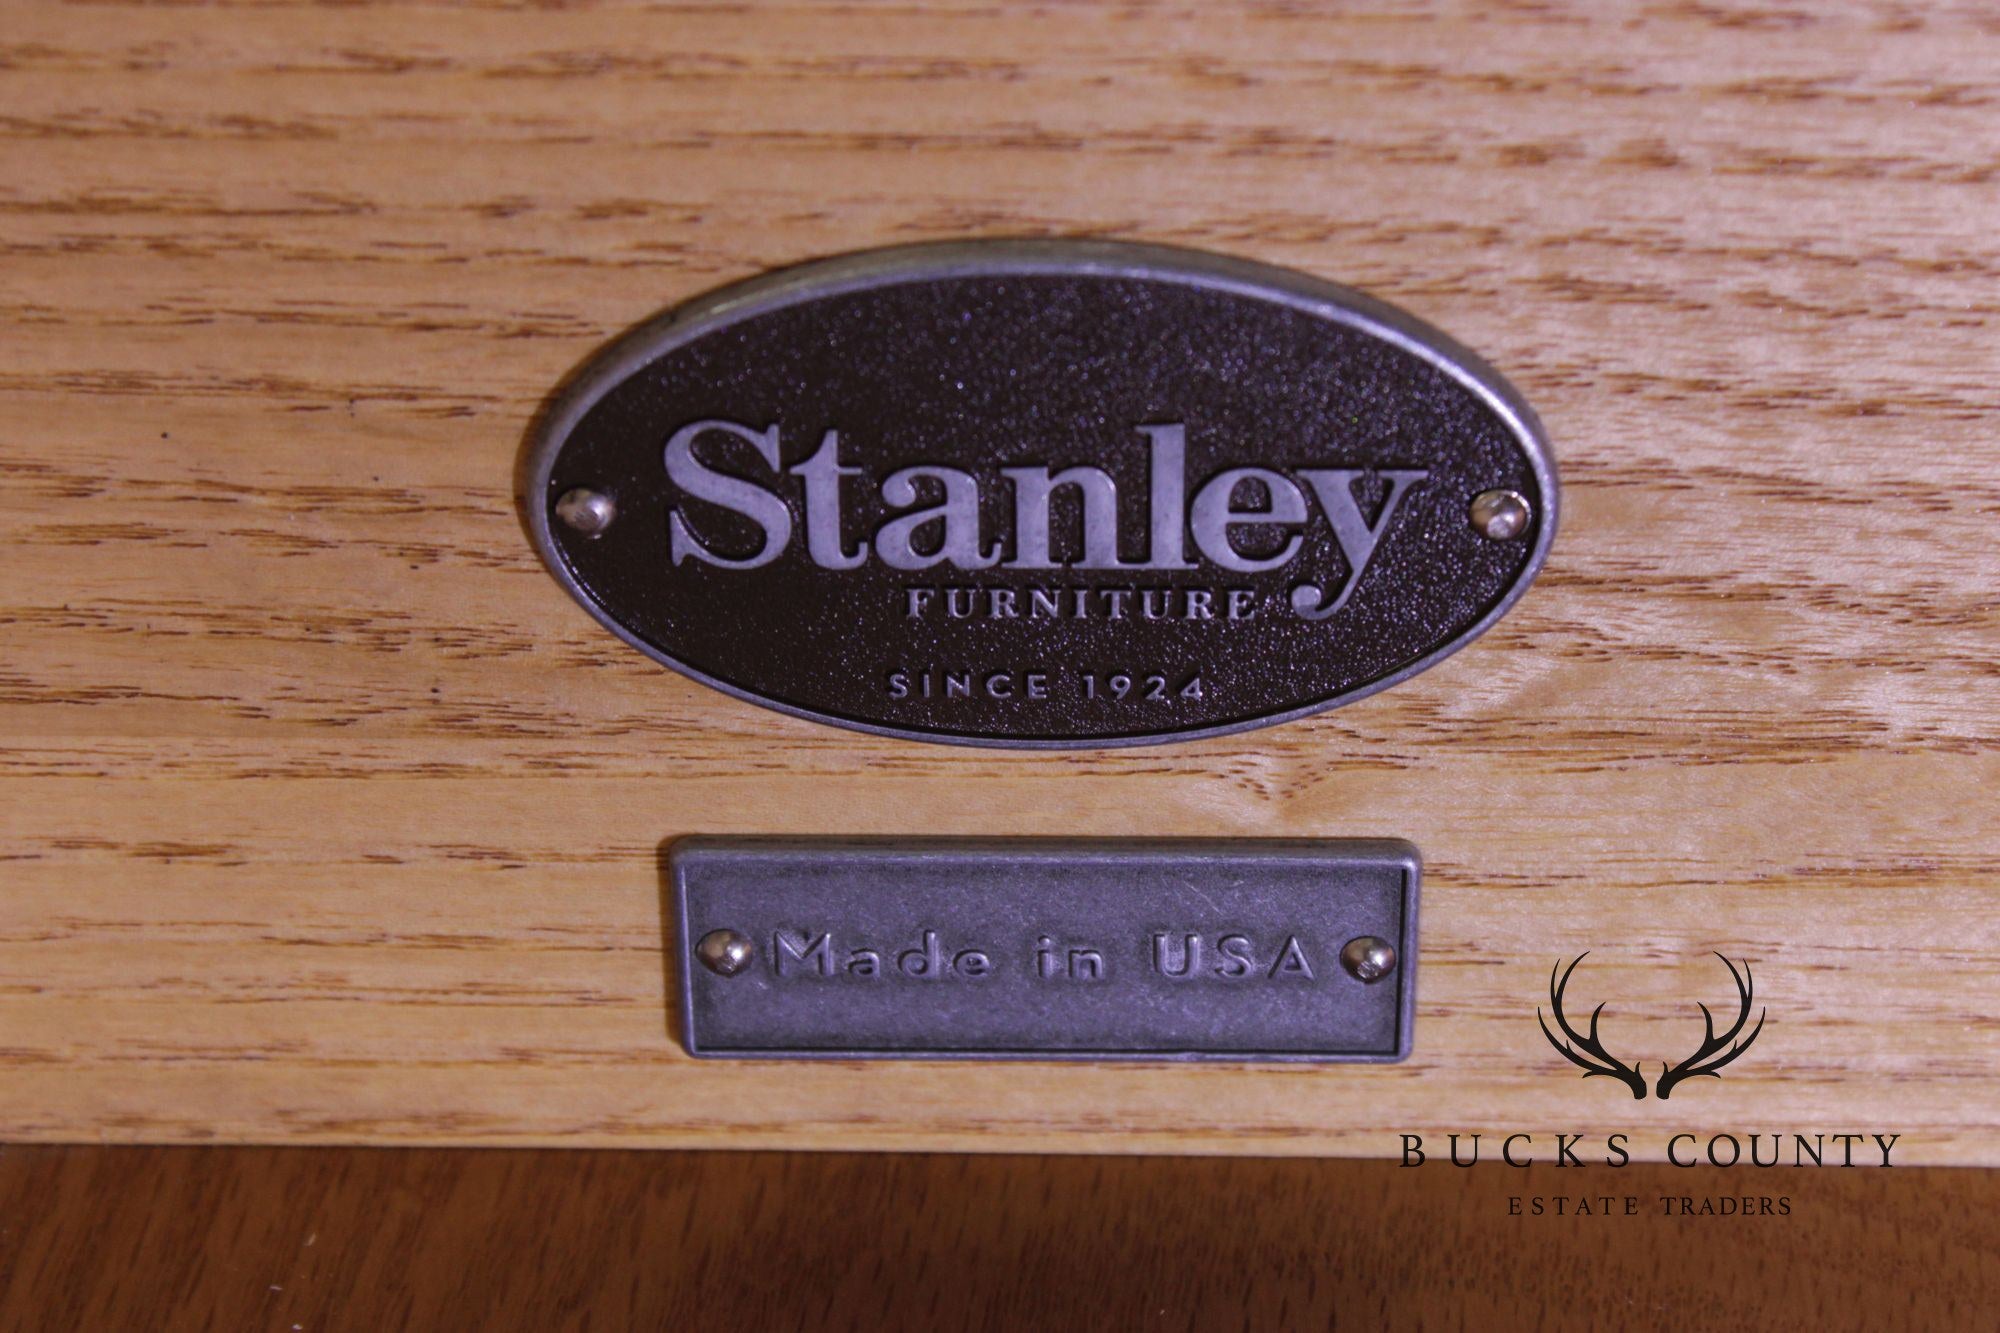 Stanley
FURNITURE
SINCE 1924
Made in USA
BUCKS COUNTY
ESTATE TRADERS